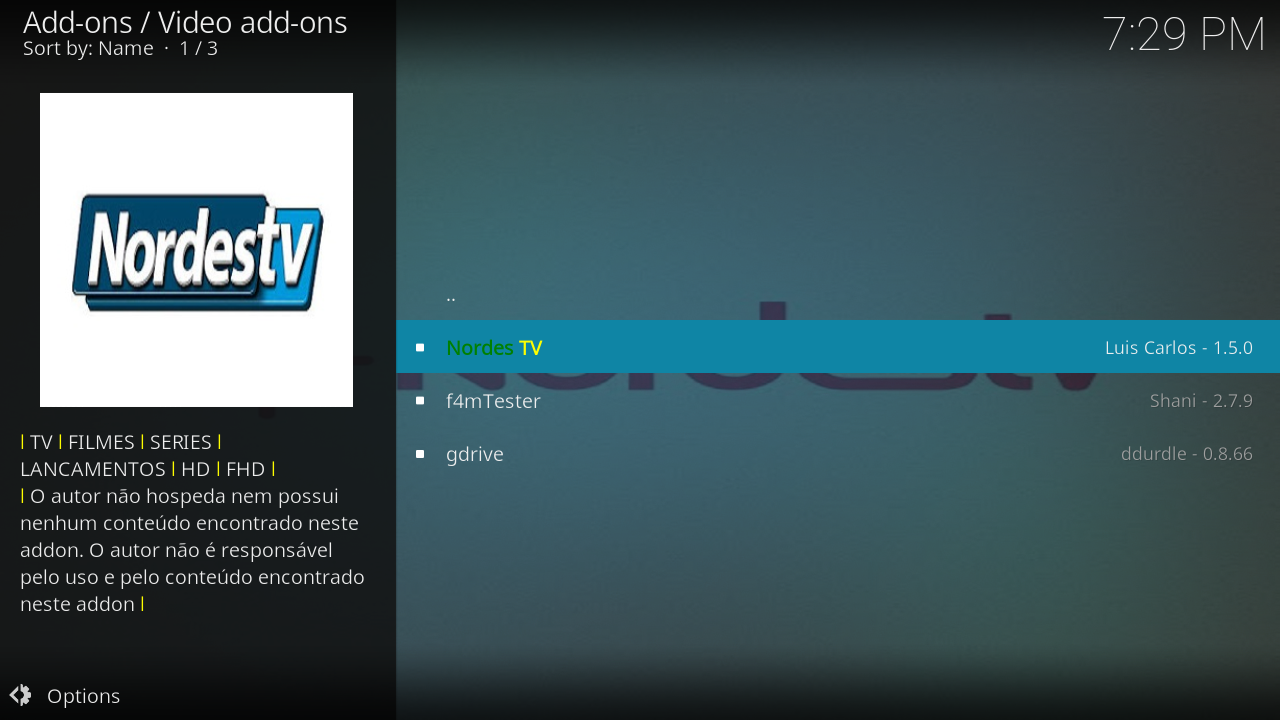 Add-ons / Video add-ons
Sort by: Name · 1 / 3
7:29 PM
Nordestv
| TV | FILMES | SERIES |
LANCAMENTOS | HD | FHD |
| O autor não hospeda nem possui
nenhum conteúdo encontrado neste
addon. O autor não é responsável
pelo uso e pelo conteúdo encontrado
neste addon |
..
Nordes TV Luis Carlos - 1.5.0
f4mTester Shani - 2.7.9
gdrive ddurdle - 0.8.66
Nordestv
Options